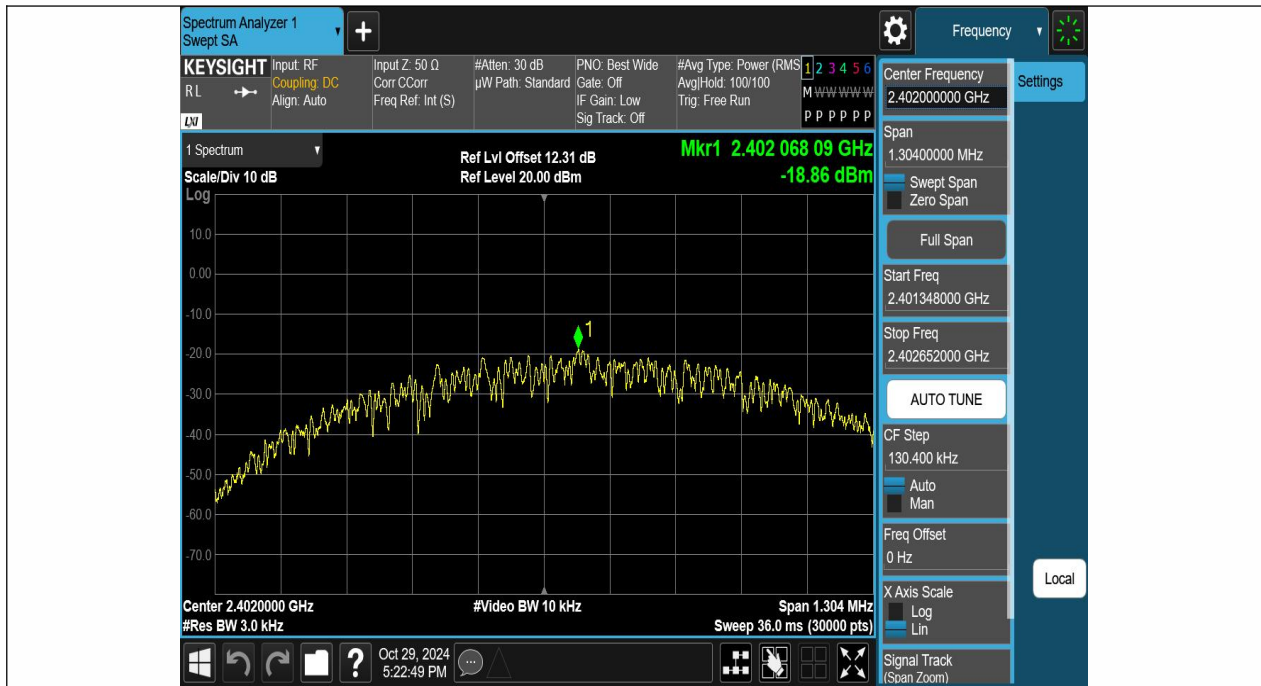 Spectrum Analyzer 1
Swept SA
+
Frequency
KEYSIGHT
RL
LXI
Input: RF
Coupling: DC
Align: Auto
Input Z: 50 Ω
Corr CCorr
Freq Ref: Int (S)
#Atten: 30 dB
µW Path: Standard
PNO: Best Wide
Gate: Off
IF Gain: Low
Sig Track: Off
#Avg Type: Power (RMS
Avg|Hold: 100/100
Trig: Free Run
1 2 3 4 5 6
M W W W W W
P P P P P P
1 Spectrum
Scale/Div 10 dB
Log
Ref Lvl Offset 12.31 dB
Ref Level 20.00 dBm
Mkr1 2.402 068 09 GHz
-18.86 dBm
10.0
0.00
-10.0
-20.0
-30.0
-40.0
-50.0
-70.0
1
Center 2.4020000 GHz
#Res BW 3.0 kHz
#Video BW 10 kHz
Span 1.304 MHz
Sweep 36.0 ms (30000 pts)
?
Oct 29, 2024
5:22:49 PM
Center Frequency
2.402000000 GHz
Span
1.30400000 MHz
Swept Span
Zero Span
Full Span
Start Freq
2.401348000 GHz
Stop Freq
2.402652000 GHz
AUTO TUNE
CF Step
130.400 kHz
Auto
Man
Freq Offset
0 Hz
X Axis Scale
Log
Lin
Signal Track
(Span Zoom)
Settings
Local